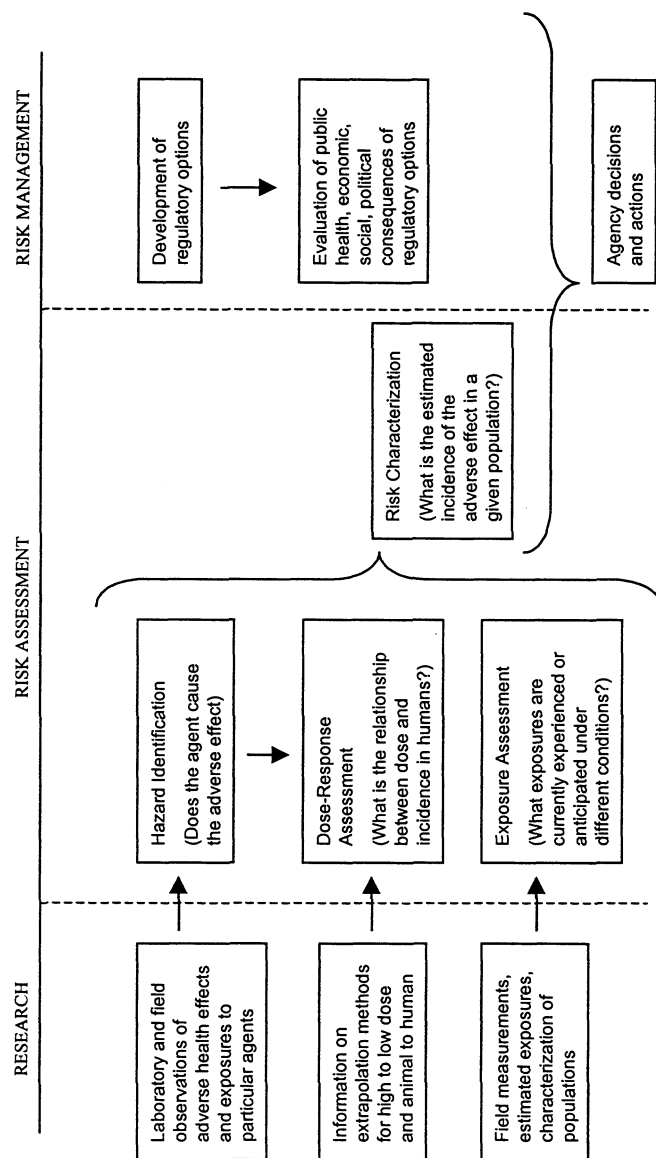 RESEARCH
RISK ASSESSMENT
RISK MANAGEMENT
Laboratory and field
observations of
adverse health effects
and exposures to
particular agents
Information on
extrapolation methods
for high to low dose
and animal to human
Field measurements,
estimated exposures,
characterization of
populations
Hazard Identification
(Does the agent cause
the adverse effect)
Dose-Response
Assessment
(What is the relationship
between dose and
incidence in humans?)
Exposure Assessment
(What exposures are
currently experienced or
anticipated under
different conditions?)
Risk Characterization
(What is the estimated
incidence of the
adverse effect in a
given population?)
Development of
regulatory options
Evaluation of public
health, economic,
social, political
consequences of
regulatory options
Agency decisions
and actions